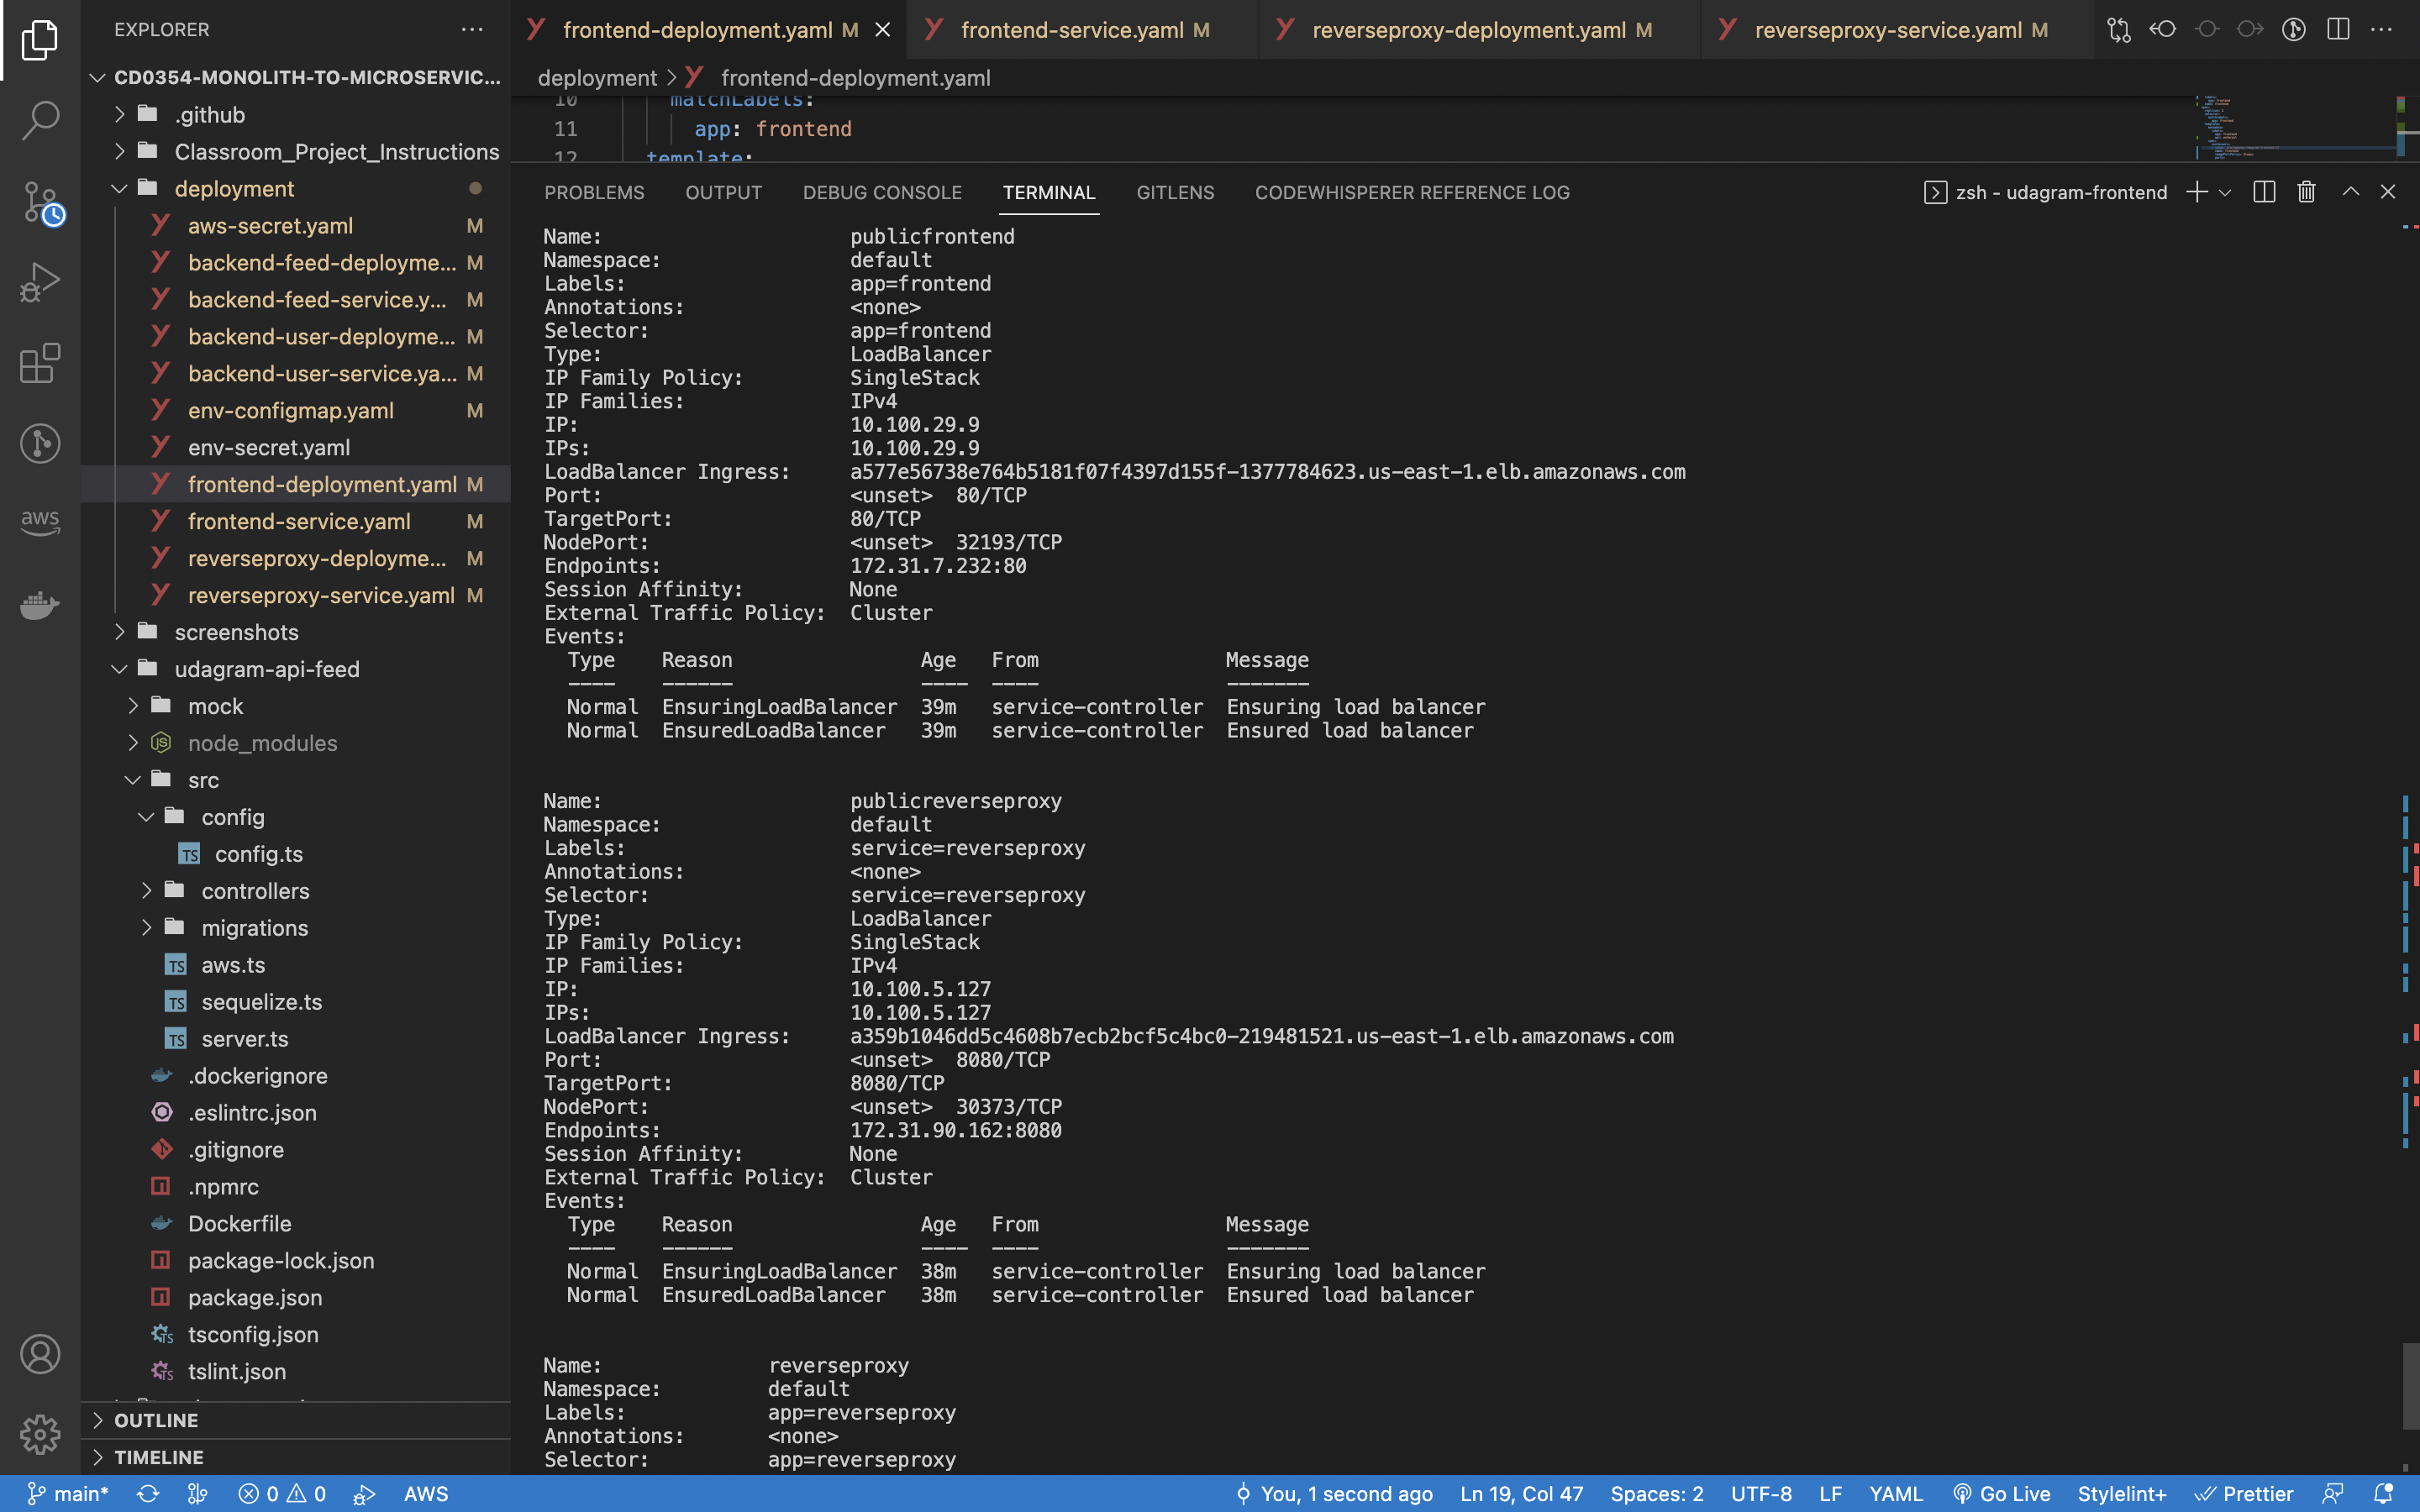 EXPLORER
CD0354-MONOLITH-TO-MICROSERVIC...
.github
Classroom_Project_Instructions
deployment
aws-secret.yaml M
backend-feed-deployme... M
backend-feed-service.y... M
backend-user-deployme... M
backend-user-service.ya... M
env-configmap.yaml M
env-secret.yaml
frontend-deployment.yaml M
frontend-service.yaml M
reverseproxy-deployme... M
reverseproxy-service.yaml M
screenshots
udagram-api-feed
mock
node_modules
src
config
TS config.ts
controllers
migrations
TS aws.ts
TS sequelize.ts
TS server.ts
.dockerignore
.eslintrc.json
.gitignore
.npmrc
Dockerfile
package-lock.json
package.json
tsconfig.json
tslint.json
OUTLINE
TIMELINE
aws
frontend-deployment.yaml M
frontend-service.yaml M
reverseproxy-deployment.yaml M
reverseproxy-service.yaml M
deployment > frontend-deployment.yaml
10 matchLabels:
11 app: frontend
12 template:
PROBLEMS OUTPUT DEBUG CONSOLE TERMINAL GITLENS CODEWHISPERER REFERENCE LOG
zsh - udagram-frontend
Name: publicfrontend
Namespace: default
Labels: app=frontend
Annotations: <none>
Selector: app=frontend
Type: LoadBalancer
IP Family Policy: SingleStack
IP Families: IPv4
IP: 10.100.29.9
IPs: 10.100.29.9
LoadBalancer Ingress: a577e56738e764b5181f07f4397d155f-1377784623.us-east-1.elb.amazonaws.com
Port: <unset> 80/TCP
TargetPort: 80/TCP
NodePort: <unset> 32193/TCP
Endpoints: 172.31.7.232:80
Session Affinity: None
External Traffic Policy: Cluster
Events:
Type Reason Age From Message
---- ------ ---- ---- -------
Normal EnsuringLoadBalancer 39m service-controller Ensuring load balancer
Normal EnsuredLoadBalancer 39m service-controller Ensured load balancer
Name: publicreverseproxy
Namespace: default
Labels: service=reverseproxy
Annotations: <none>
Selector: service=reverseproxy
Type: LoadBalancer
IP Family Policy: SingleStack
IP Families: IPv4
IP: 10.100.5.127
IPs: 10.100.5.127
LoadBalancer Ingress: a359b1046dd5c4608b7ecb2bcf5c4bc0-219481521.us-east-1.elb.amazonaws.com
Port: <unset> 8080/TCP
TargetPort: 8080/TCP
NodePort: <unset> 30373/TCP
Endpoints: 172.31.90.162:8080
Session Affinity: None
External Traffic Policy: Cluster
Events:
Type Reason Age From Message
---- ------ ---- ---- -------
Normal EnsuringLoadBalancer 38m service-controller Ensuring load balancer
Normal EnsuredLoadBalancer 38m service-controller Ensured load balancer
Name: reverseproxy
Namespace: default
Labels: app=reverseproxy
Annotations: <none>
Selector: app=reverseproxy
main* 0 0 AWS You, 1 second ago Ln 19, Col 47 Spaces: 2 UTF-8 LF YAML Go Live Stylelint+ Prettier